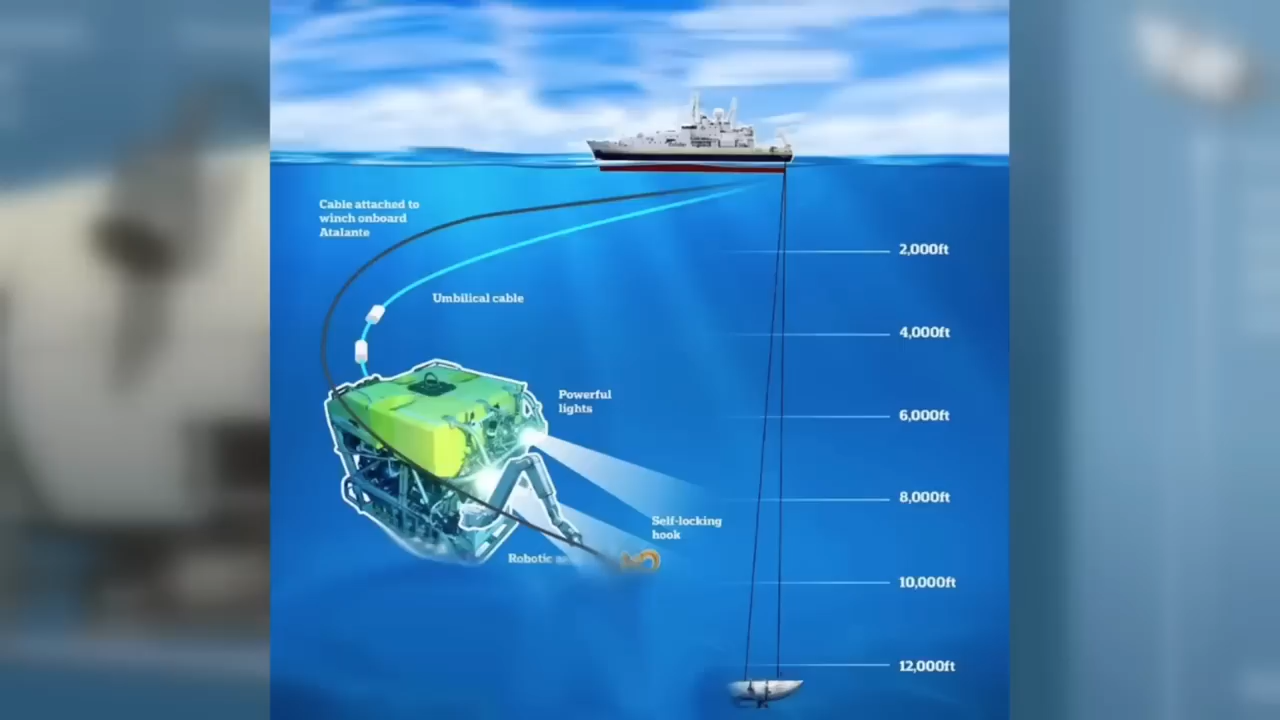 Cable attached to
winch onboard
Atalante
2,000ft
Umbilical cable
4,000ft
Powerful
lights
6,000ft
8,000ft
Self-locking
hook
Robotic
10,000ft
12,000ft